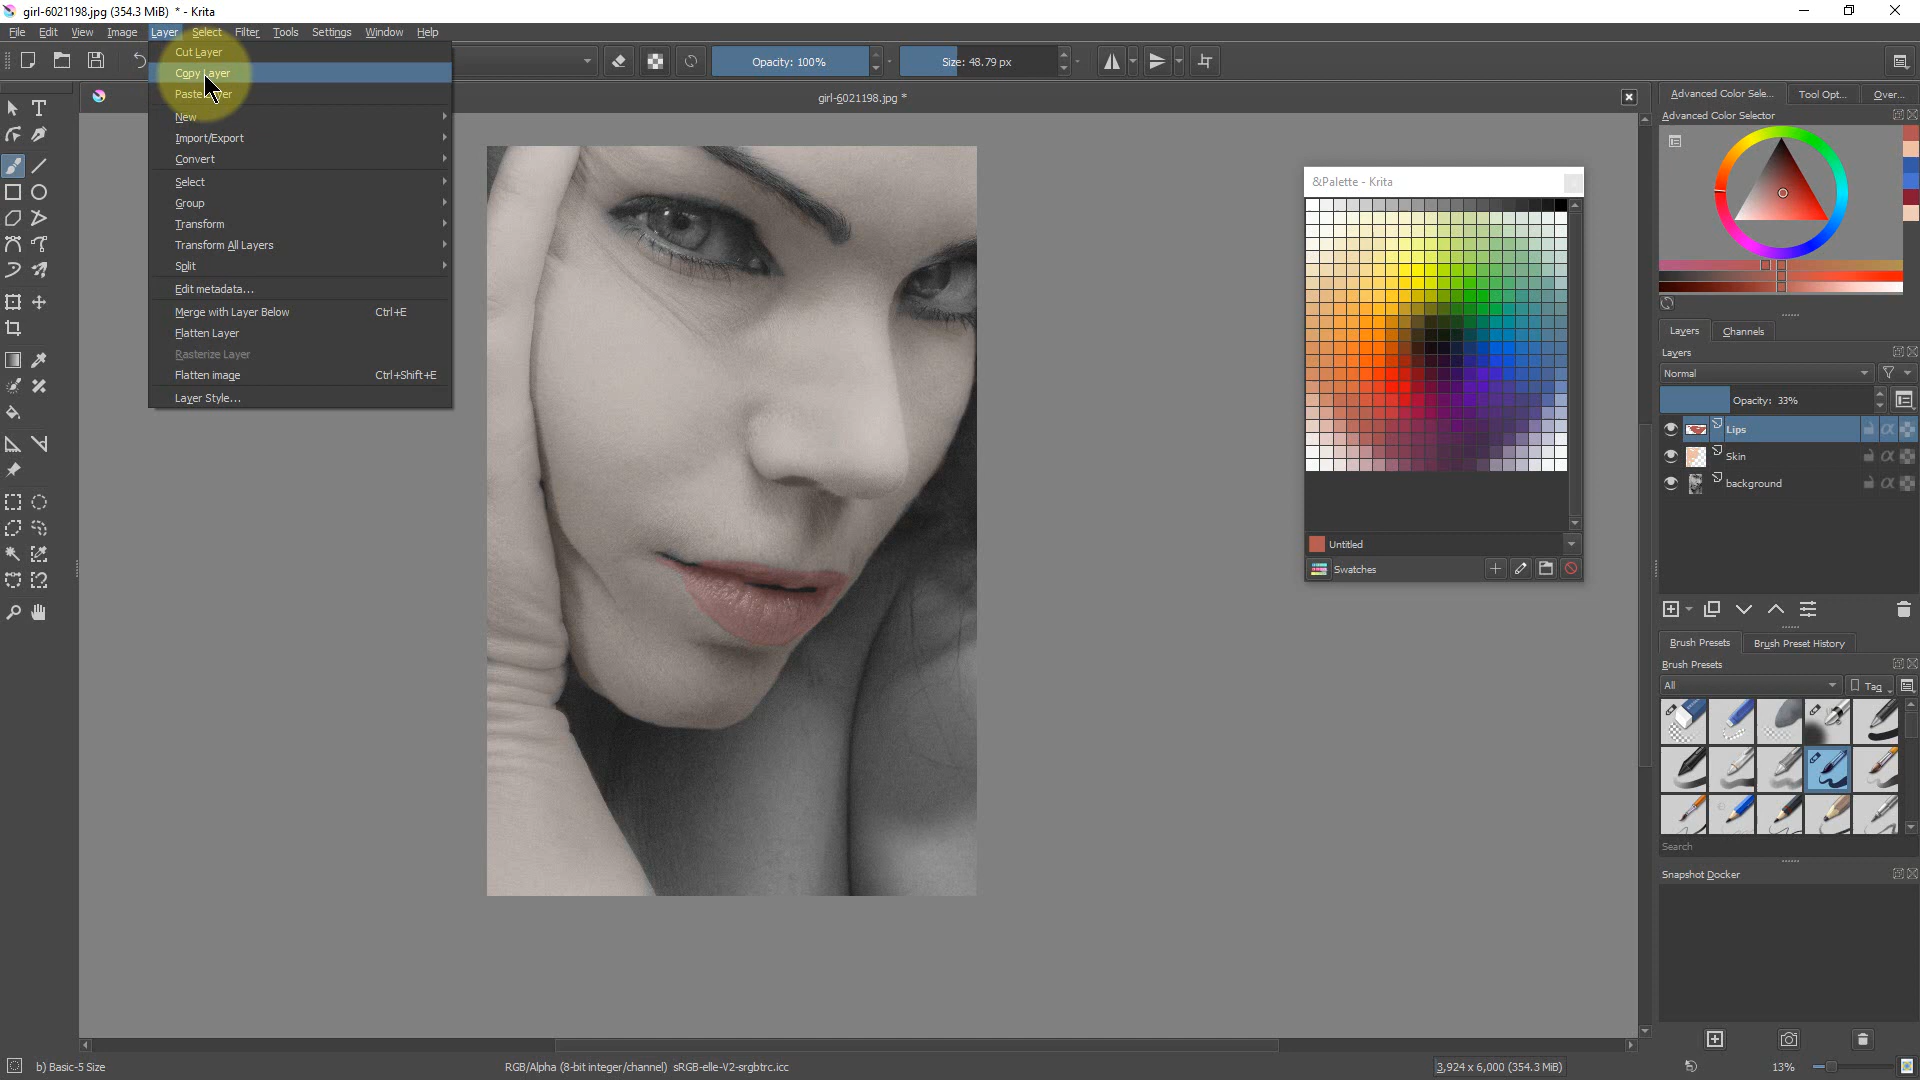 girl-6021198.jpg (354.3 MiB) * - Krita
File Edit View Image Layer Select Filter Tools Settings Window Help
Cut Layer
Copy Layer
Paste Layer
New
Import/Export
Convert
Select
Group
Transform
Transform All Layers
Split
Edit metadata...
Merge with Layer Below Ctrl+E
Flatten Layer
Rasterize Layer
Flatten image Ctrl+Shift+E
Layer Style...
Opacity: 100%
Size: 48.79 px
girl-6021198.jpg *
&Palette - Krita
Untitled
Swatches
Advanced Color Sele... Tool Opt... Over...
Advanced Color Selector
Layers Channels
Layers
Normal
Opacity: 33%
Lips
Skin
background
Brush Presets Brush Preset History
Brush Presets
All Tag
Search
Snapshot Docker
b) Basic-5 Size
RGB/Alpha (8-bit integer/channel) sRGB-elle-V2-srgbtrc.icc
3,924 x 6,000 (354.3 MiB)
13%